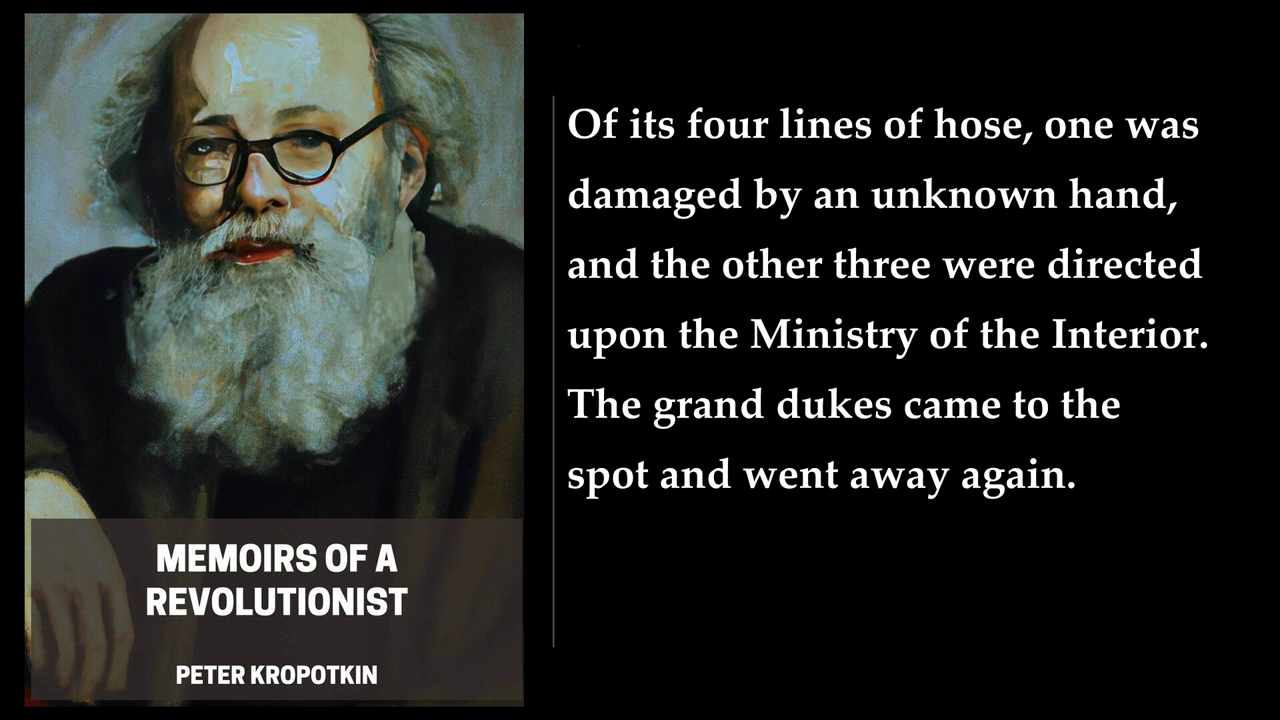 MEMOIRS OF A
REVOLUTIONIST
PETER KROPOTKIN
Of its four lines of hose, one was
damaged by an unknown hand,
and the other three were directed
upon the Ministry of the Interior.
The grand dukes came to the
spot and went away again.